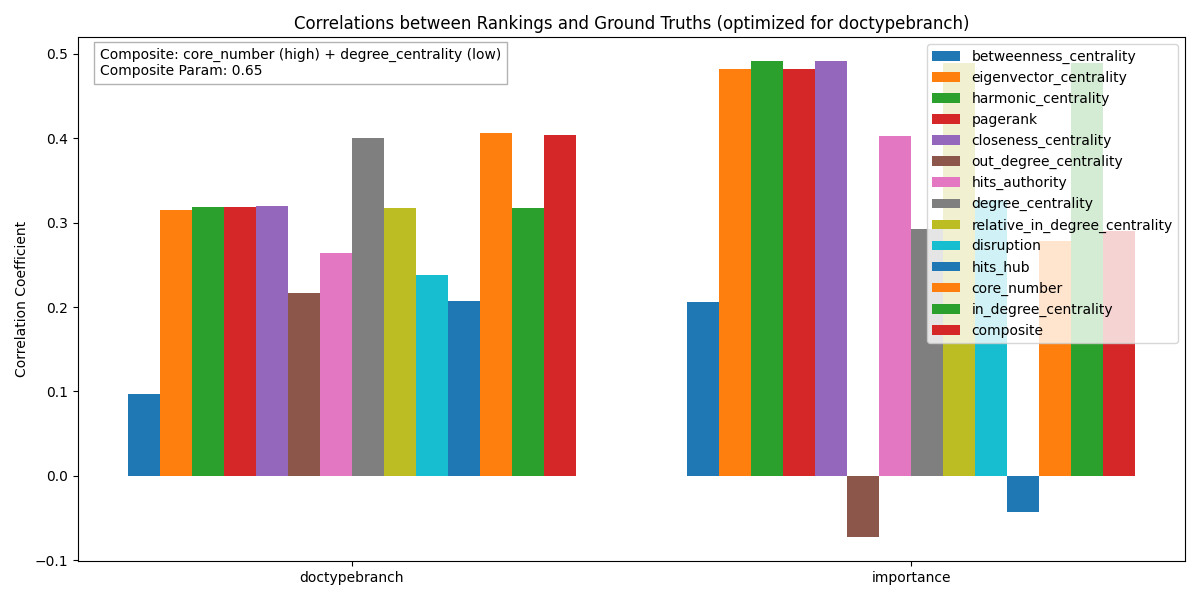 Correlations between Rankings and Ground Truths (optimized for doctypebranch)
Composite: core_number (high) + degree_centrality (low)
Composite Param: 0.65
betweenness_centrality
eigenvector_centrality
harmonic_centrality
pagerank
closeness_centrality
out_degree_centrality
hits_authority
degree_centrality
relative_in_degree_centrality
disruption
hits_hub
core_number
in_degree_centrality
composite
Correlation Coefficient
0.5
0.4
0.3
0.2
0.1
0.0
−0.1
doctypebranch
importance